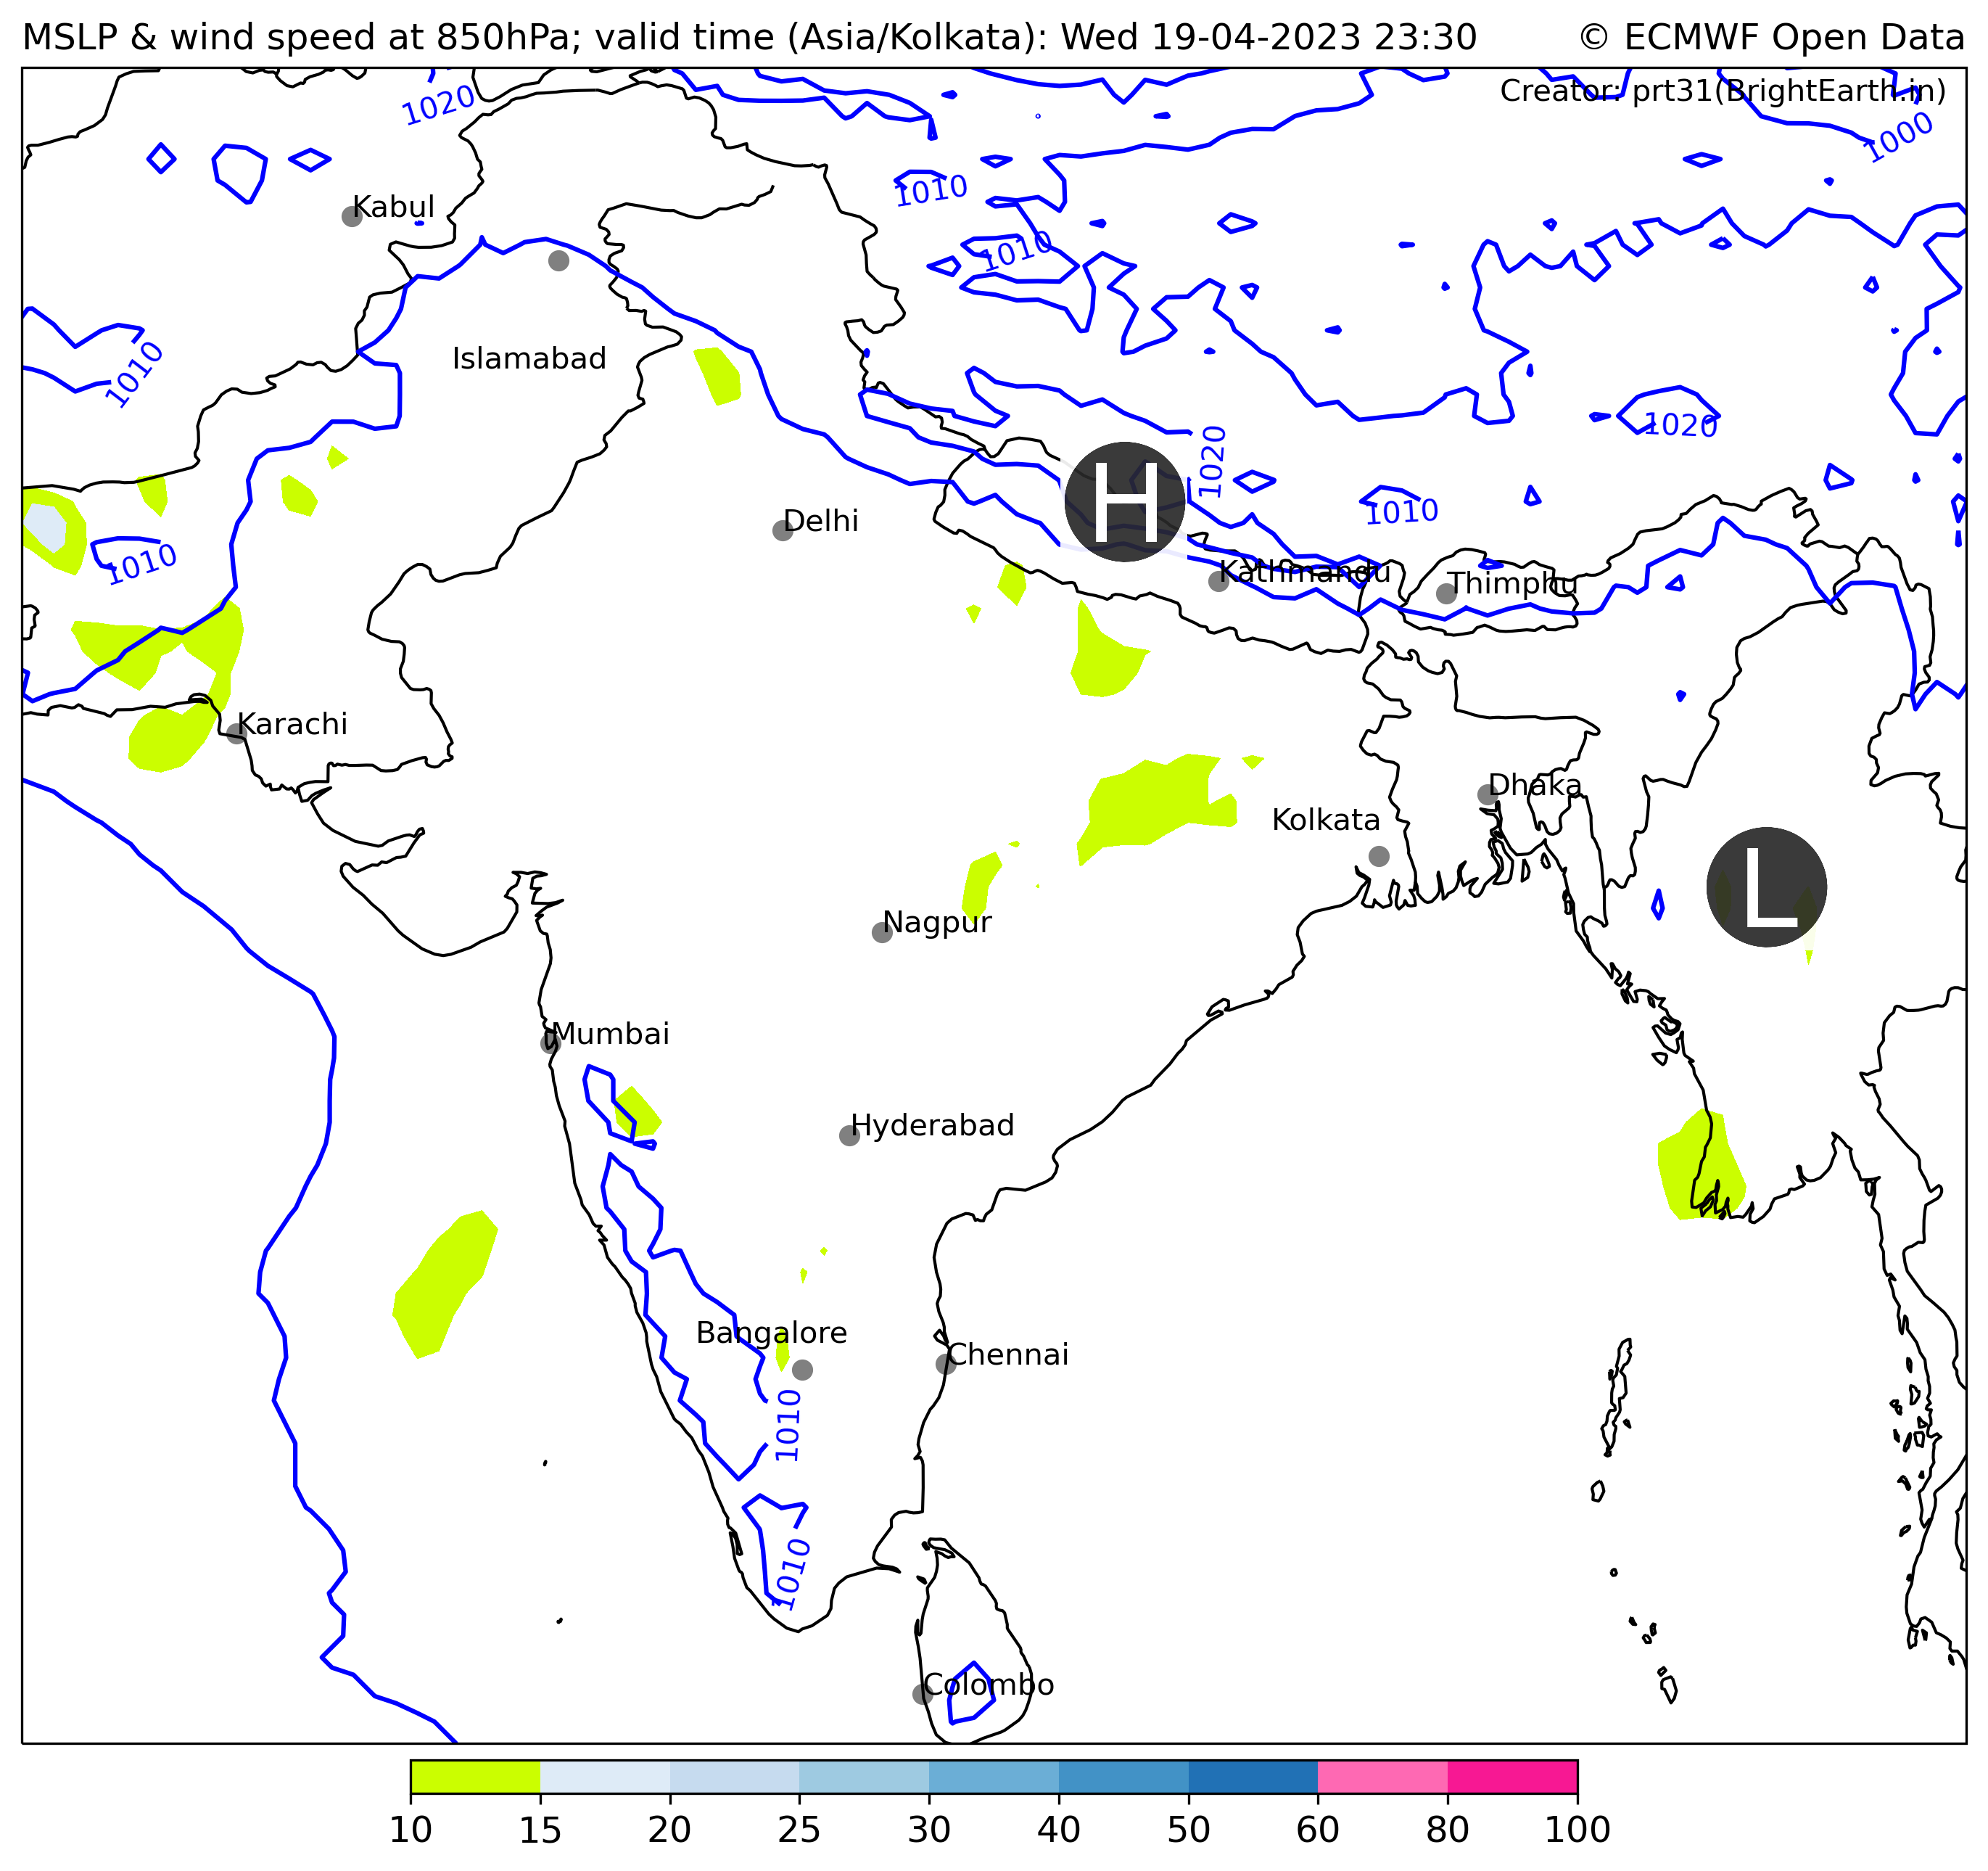 MSLP & wind speed at 850hPa; valid time (Asia/Kolkata): Wed 19-04-2023 23:30
© ECMWF Open Data
Creator: prt31(BrightEarth.in)
1020
1000
1010
Kabul
1010
Islamabad
1010
1020
1020
H
1010
Delhi
1010
Kathmandu
Thimphu
Karachi
Dhaka
Kolkata
L
Nagpur
Mumbai
Hyderabad
Bangalore
Chennai
1010
1010
Colombo
10 15 20 25 30 40 50 60 80 100